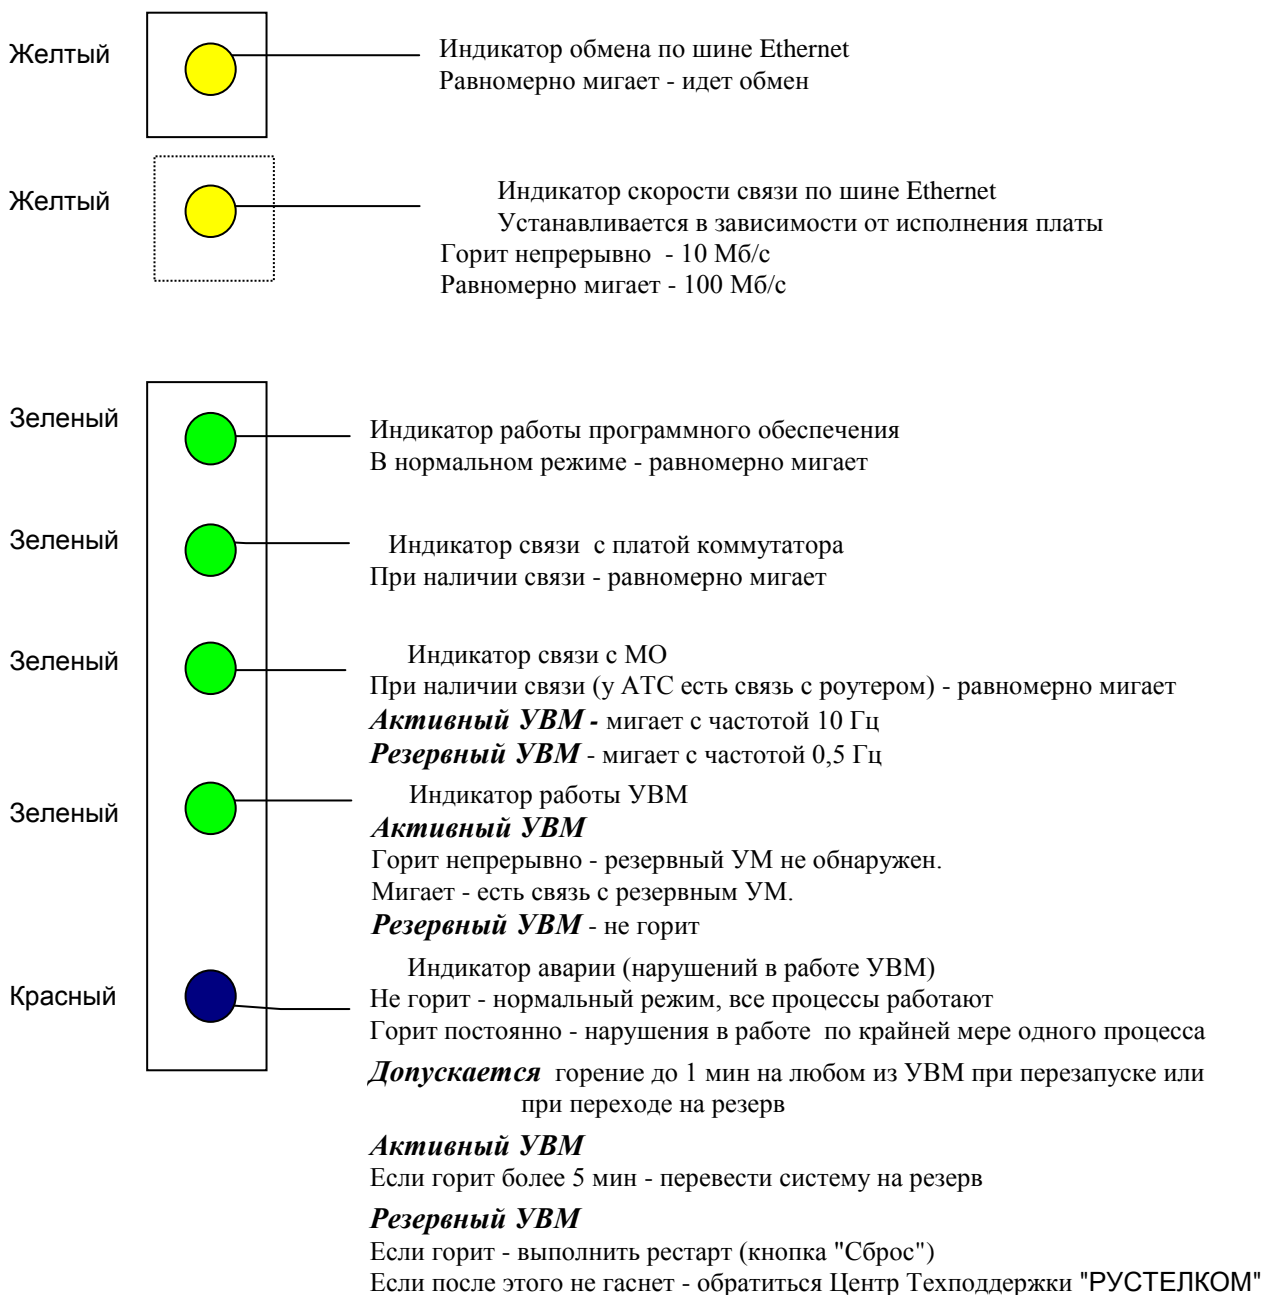 Желтый
Индикатор обмена по шине Ethernet
Равномерно мигает - идет обмен
Желтый
Индикатор скорости связи по шине Ethernet
Устанавливается в зависимости от исполнения платы
Горит непрерывно - 10 Мб/с
Равномерно мигает - 100 Мб/с
Зеленый
Индикатор работы программного обеспечения
В нормальном режиме - равномерно мигает
Зеленый
Индикатор связи с платой коммутатора
При наличии связи - равномерно мигает
Зеленый
Индикатор связи с МО
При наличии связи (у АТС есть связь с роутером) - равномерно мигает
Активный УВМ - мигает с частотой 10 Гц
Резервный УВМ - мигает с частотой 0,5 Гц
Зеленый
Индикатор работы УВМ
Активный УВМ
Горит непрерывно - резервный УМ не обнаружен.
Мигает - есть связь с резервным УМ.
Резервный УВМ - не горит
Красный
Индикатор аварии (нарушений в работе УВМ)
Не горит - нормальный режим, все процессы работают
Горит постоянно - нарушения в работе по крайней мере одного процесса
Допускается горение до 1 мин на любом из УВМ при перезапуске или
при переходе на резерв
Активный УВМ
Если горит более 5 мин - перевести систему на резерв
Резервный УВМ
Если горит - выполнить рестарт (кнопка "Сброс")
Если после этого не гаснет - обратиться Центр Техподдержки "РУСТЕЛКОМ"